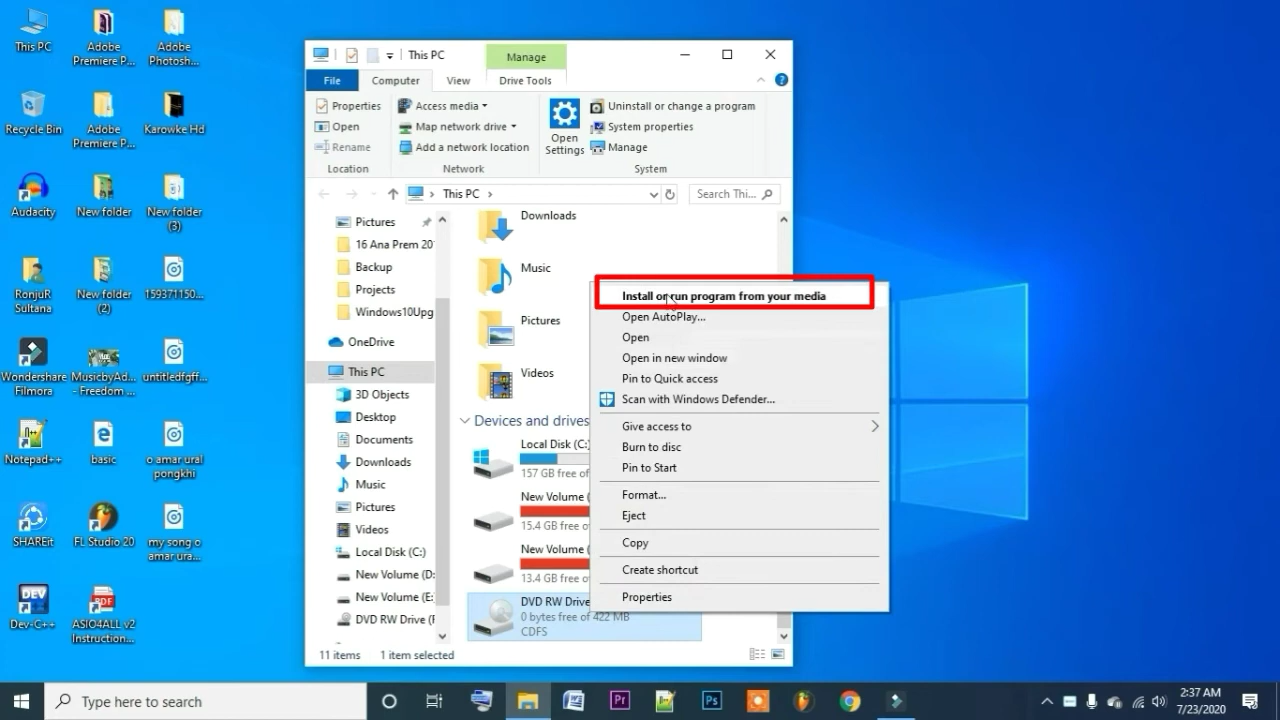 This PC
Adobe
Premiere P...
Adobe
Photosh...
Recycle Bin
Adobe
Premiere P...
Karowke Hd
Audacity
New folder
New folder
(3)
RonjuR
Sultana
New folder
(2)
159371150...
Wondershare
Filmora
MusicbyAd...
- Freedom ...
untitledfgff...
Notepad++
basic
o amar ural
pongkhi
SHAREit
FL Studio 20
my song o
amar ura...
Dev-C++
ASIO4ALL v2
Instruction...
This PC
Manage
File
Computer
View
Drive Tools
Properties
Open
Rename
Location
Access media
Map network drive
Add a network location
Network
Open
Settings
Uninstall or change a program
System properties
Manage
System
This PC
Search Thi...
Pictures
16 Ana Prem 20
Backup
Projects
Windows10Upg
OneDrive
This PC
3D Objects
Desktop
Documents
Downloads
Music
Pictures
Videos
Local Disk (C:)
New Volume (D:
New Volume (E:
DVD RW Drive (F
Downloads
Music
Pictures
Videos
Devices and drives
Local Disk (C:)
157 GB free of
New Volume (
15.4 GB free of
New Volume (
13.4 GB free of
DVD RW Drive
0 bytes free of 422 MB
CDFS
Install or run program from your media
Open AutoPlay...
Open
Open in new window
Pin to Quick access
Scan with Windows Defender...
Give access to
Burn to disc
Pin to Start
Format...
Eject
Copy
Create shortcut
Properties
11 items
1 item selected
Type here to search
2:37 AM
7/23/2020